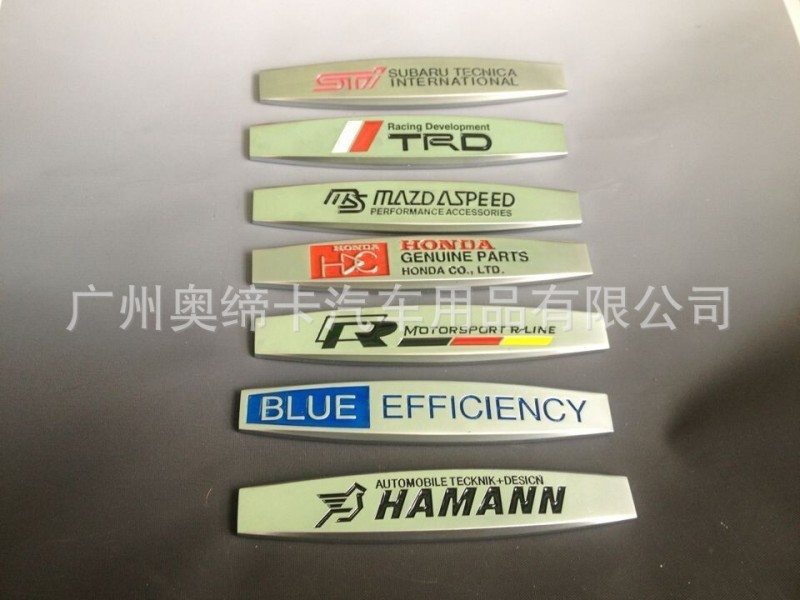 STi SUBARU TECNICA
INTERNATIONAL
Racing Development
TRD
MAZDASPEED
PERFORMANCE ACCESSORIES
HONDA
HDC
HONDA
GENUINE PARTS
HONDA CO., LTD.
广州奥缔卡汽车用品有限公司
R MOTORSPORT R-LINE
BLUE EFFICIENCY
AUTOMOBILE TECKNIK+DESIGN
HAMANN